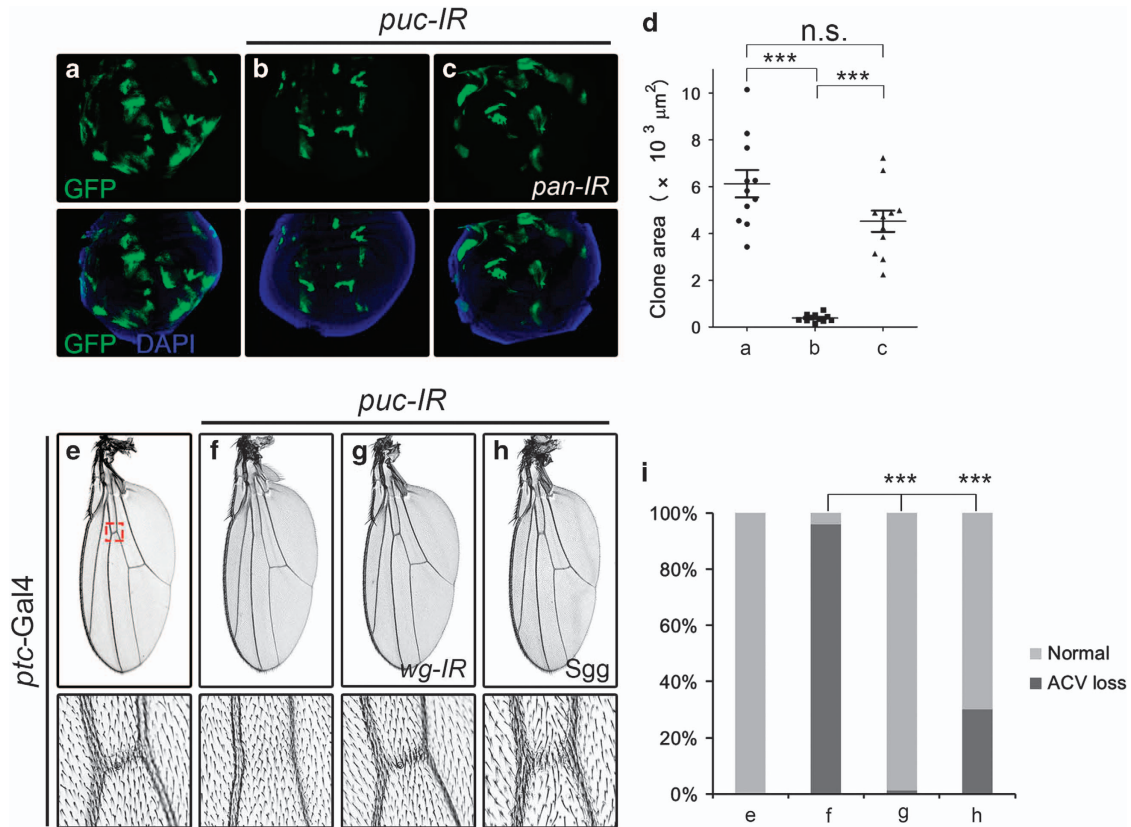 puc-IR
a
b
c
GFP
pan-IR
GFP DAPI
d
n.s.
***
***
Clone area ( × 10³ μm²)
10
8
6
4
2
0
a
b
c
puc-IR
ptc-Gal4
e
f
g
h
wg-IR
Sgg
i
***
***
100%
80%
60%
40%
20%
0%
Normal
ACV loss
e
f
g
h